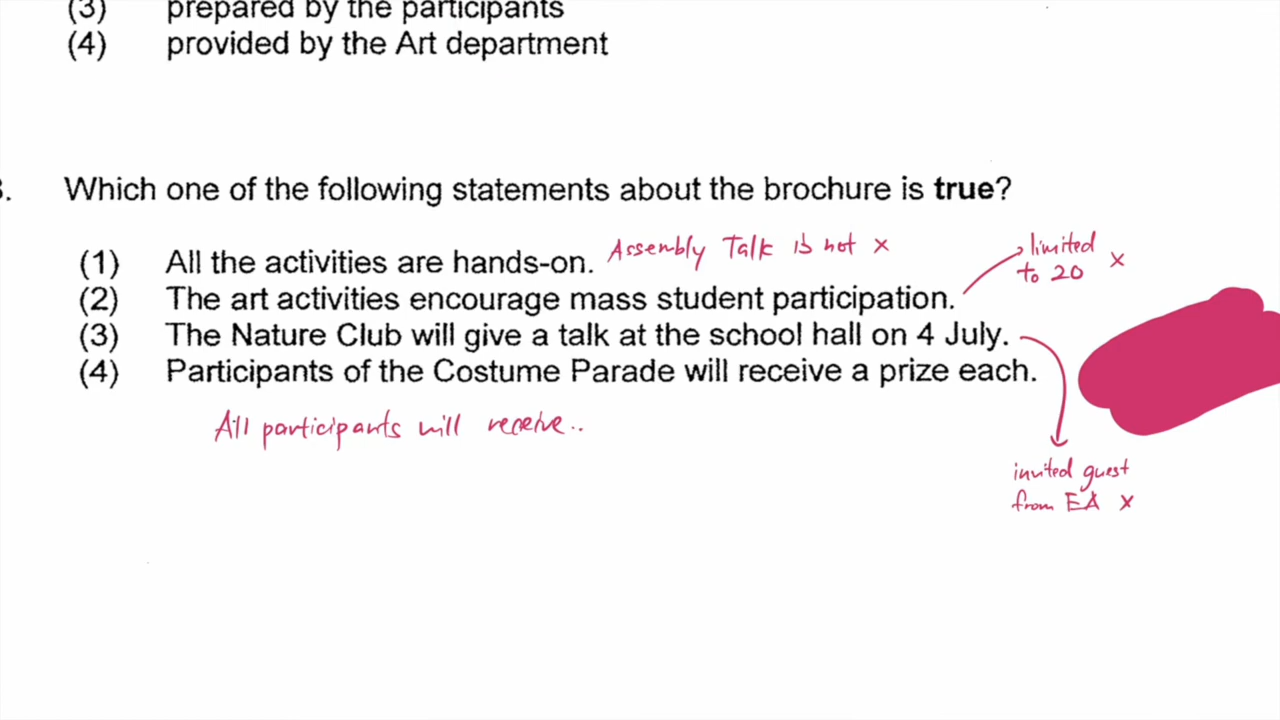 (3) prepared by the participants
(4) provided by the Art department
Which one of the following statements about the brochure is true?
(1) All the activities are hands-on. Assembly Talk is not x
(2) The art activities encourage mass student participation. limited to 20 x
(3) The Nature Club will give a talk at the school hall on 4 July.
(4) Participants of the Costume Parade will receive a prize each.
All participants will receive..
invited guest
from EA x